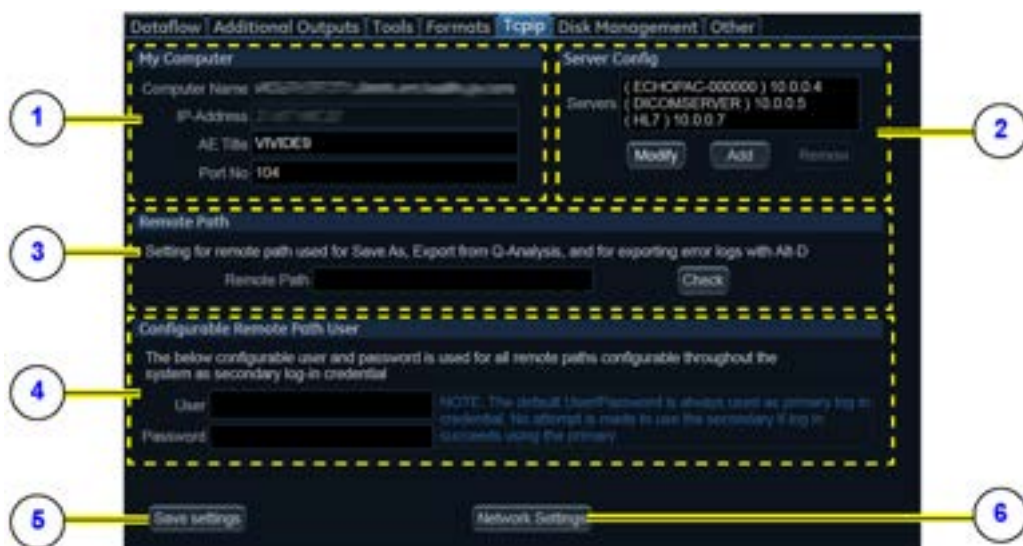 Dataflow Additional Outputs Tools Formats Tcpip Disk Management Other
My Computer
Computer Name
IP-Address
AE Title VIVIDE9
Port No 104
Server Config
Servers
( ECHOPAC-000000 ) 10.0.0.4
( DICOMSERVER ) 10.0.0.5
( HL7 ) 10.0.0.7
Modify Add Remove
Remote Path
Setting for remote path used for Save As, Export from Q-Analysis, and for exporting error logs with Alt-D
Remote Path Check
Configurable Remote Path User
The below configurable user and password is used for all remote paths configurable throughout the
system as secondary log-in credential
User
Password
NOTE: The default User/Password is always used as primary log in
credential. No attempt is made to use the secondary if log in
succeeds using the primary.
Save settings Network Settings
1
2
3
4
5
6